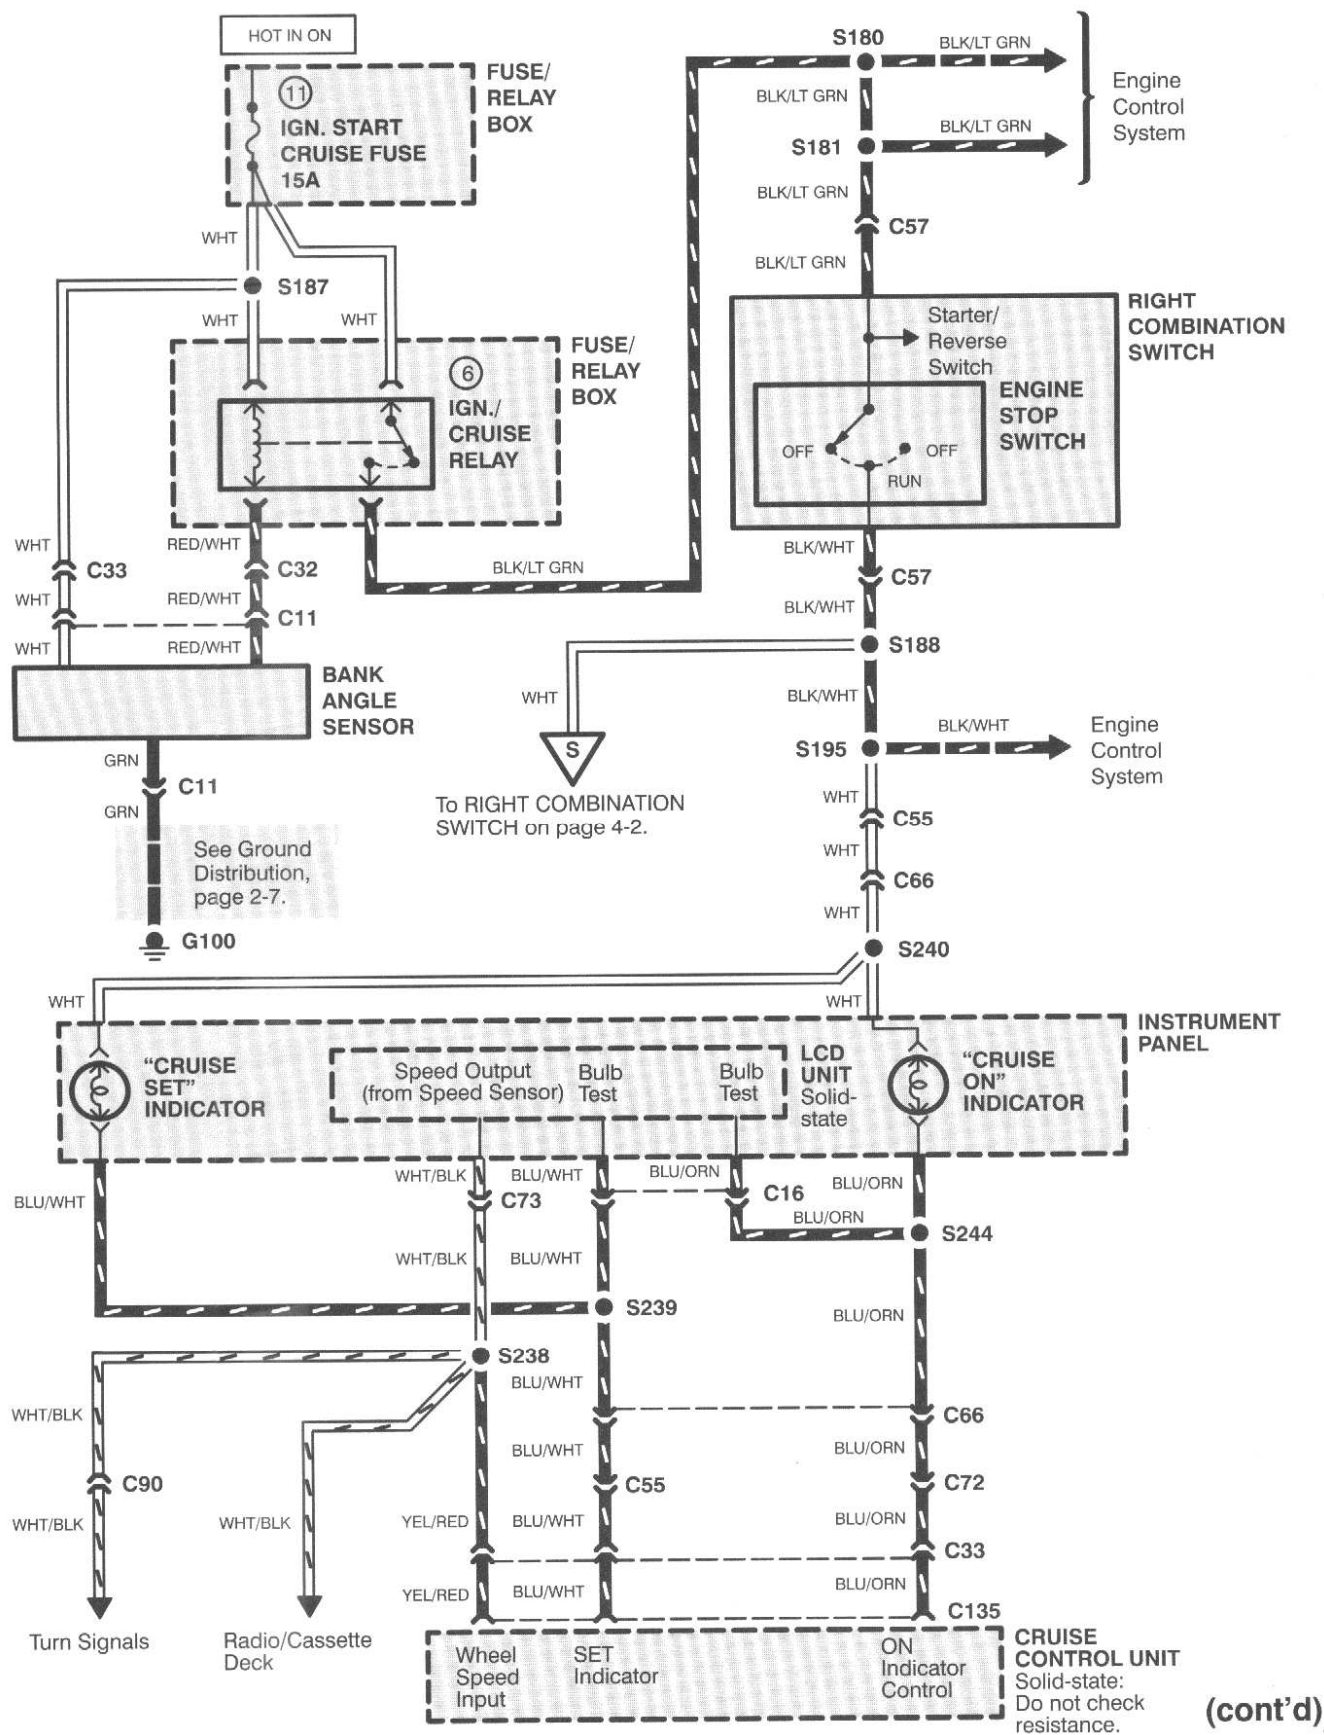 HOT IN ON
11
IGN. START
CRUISE FUSE
15A
FUSE/
RELAY
BOX
WHT
S187
WHT
WHT
6
IGN./
CRUISE
RELAY
FUSE/
RELAY
BOX
WHT
C33
RED/WHT
C32
WHT
RED/WHT
C11
WHT
RED/WHT
BLK/LT GRN
BANK
ANGLE
SENSOR
GRN
C11
GRN
See Ground
Distribution,
page 2-7.
G100
S180
BLK/LT GRN
BLK/LT GRN
S181
BLK/LT GRN
Engine
Control
System
BLK/LT GRN
C57
BLK/LT GRN
RIGHT
COMBINATION
SWITCH
Starter/
Reverse
Switch
ENGINE
STOP
SWITCH
OFF
OFF
RUN
BLK/WHT
C57
BLK/WHT
S188
WHT
S
To RIGHT COMBINATION
SWITCH on page 4-2.
BLK/WHT
S195
BLK/WHT
Engine
Control
System
WHT
C55
WHT
C66
WHT
S240
WHT
WHT
INSTRUMENT
PANEL
“CRUISE
SET”
INDICATOR
Speed Output
(from Speed Sensor)
Bulb
Test
Bulb
Test
LCD
UNIT
Solid-
state
“CRUISE
ON”
INDICATOR
BLU/WHT
WHT/BLK
C73
BLU/WHT
BLU/ORN
C16
BLU/ORN
BLU/ORN
S244
WHT/BLK
BLU/WHT
S239
BLU/ORN
S238
BLU/WHT
WHT/BLK
C66
BLU/WHT
BLU/ORN
C90
C55
C72
WHT/BLK
WHT/BLK
YEL/RED
BLU/WHT
BLU/ORN
C33
YEL/RED
BLU/WHT
BLU/ORN
C135
Turn Signals
Radio/Cassette
Deck
Wheel
Speed
Input
SET
Indicator
ON
Indicator
Control
CRUISE
CONTROL UNIT
Solid-state:
Do not check
resistance.
(cont’d)